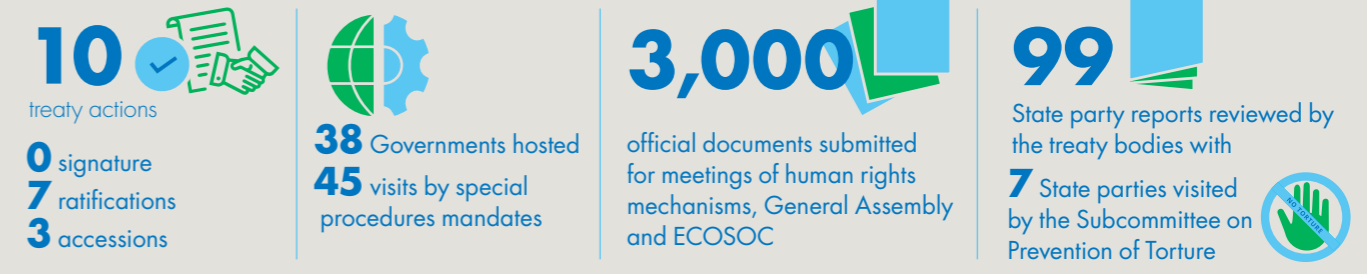 10
treaty actions
0 signature
7 ratifications
3 accessions
38 Governments hosted
45 visits by special
procedures mandates
3,000
official documents submitted
for meetings of human rights
mechanisms, General Assembly
and ECOSOC
99
State party reports reviewed by
the treaty bodies with
7 State parties visited
by the Subcommittee on
Prevention of Torture
NO TORTURE